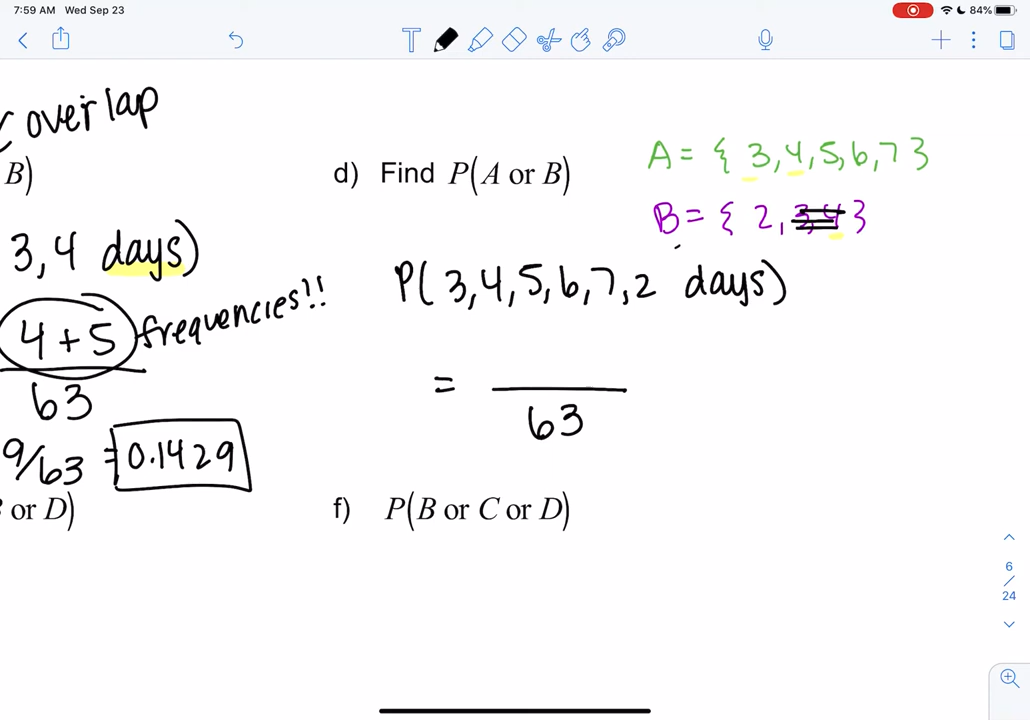 7:59 AM Wed Sep 23
84%
T
overlap
B)
d) Find P(A or B)
A = { 3, 4, 5, 6, 7 }
B = { 2, 3, 4 }
3, 4 days)
P( 3, 4, 5, 6, 7, 2 days)
4 + 5 frequencies!!
63
=
63
9/63 = 0.1429
or D)
f) P(B or C or D)
6
/
24